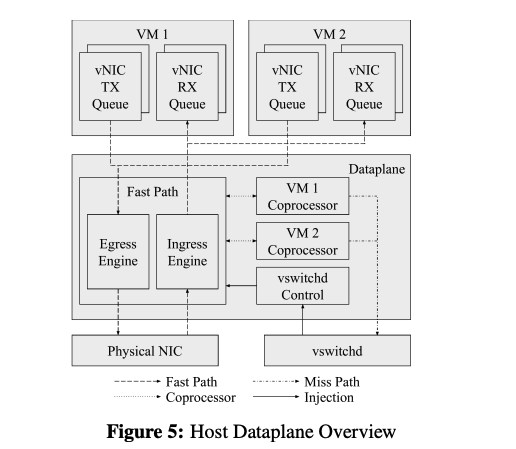 VM 1
VM 2
vNIC
TX
Queue
vNIC
RX
Queue
vNIC
TX
Queue
vNIC
RX
Queue
Dataplane
Fast Path
VM 1
Coprocessor
Egress
Engine
Ingress
Engine
VM 2
Coprocessor
vswitchd
Control
Physical NIC
vswitchd
Fast Path
Miss Path
Coprocessor
Injection
Figure 5: Host Dataplane Overview